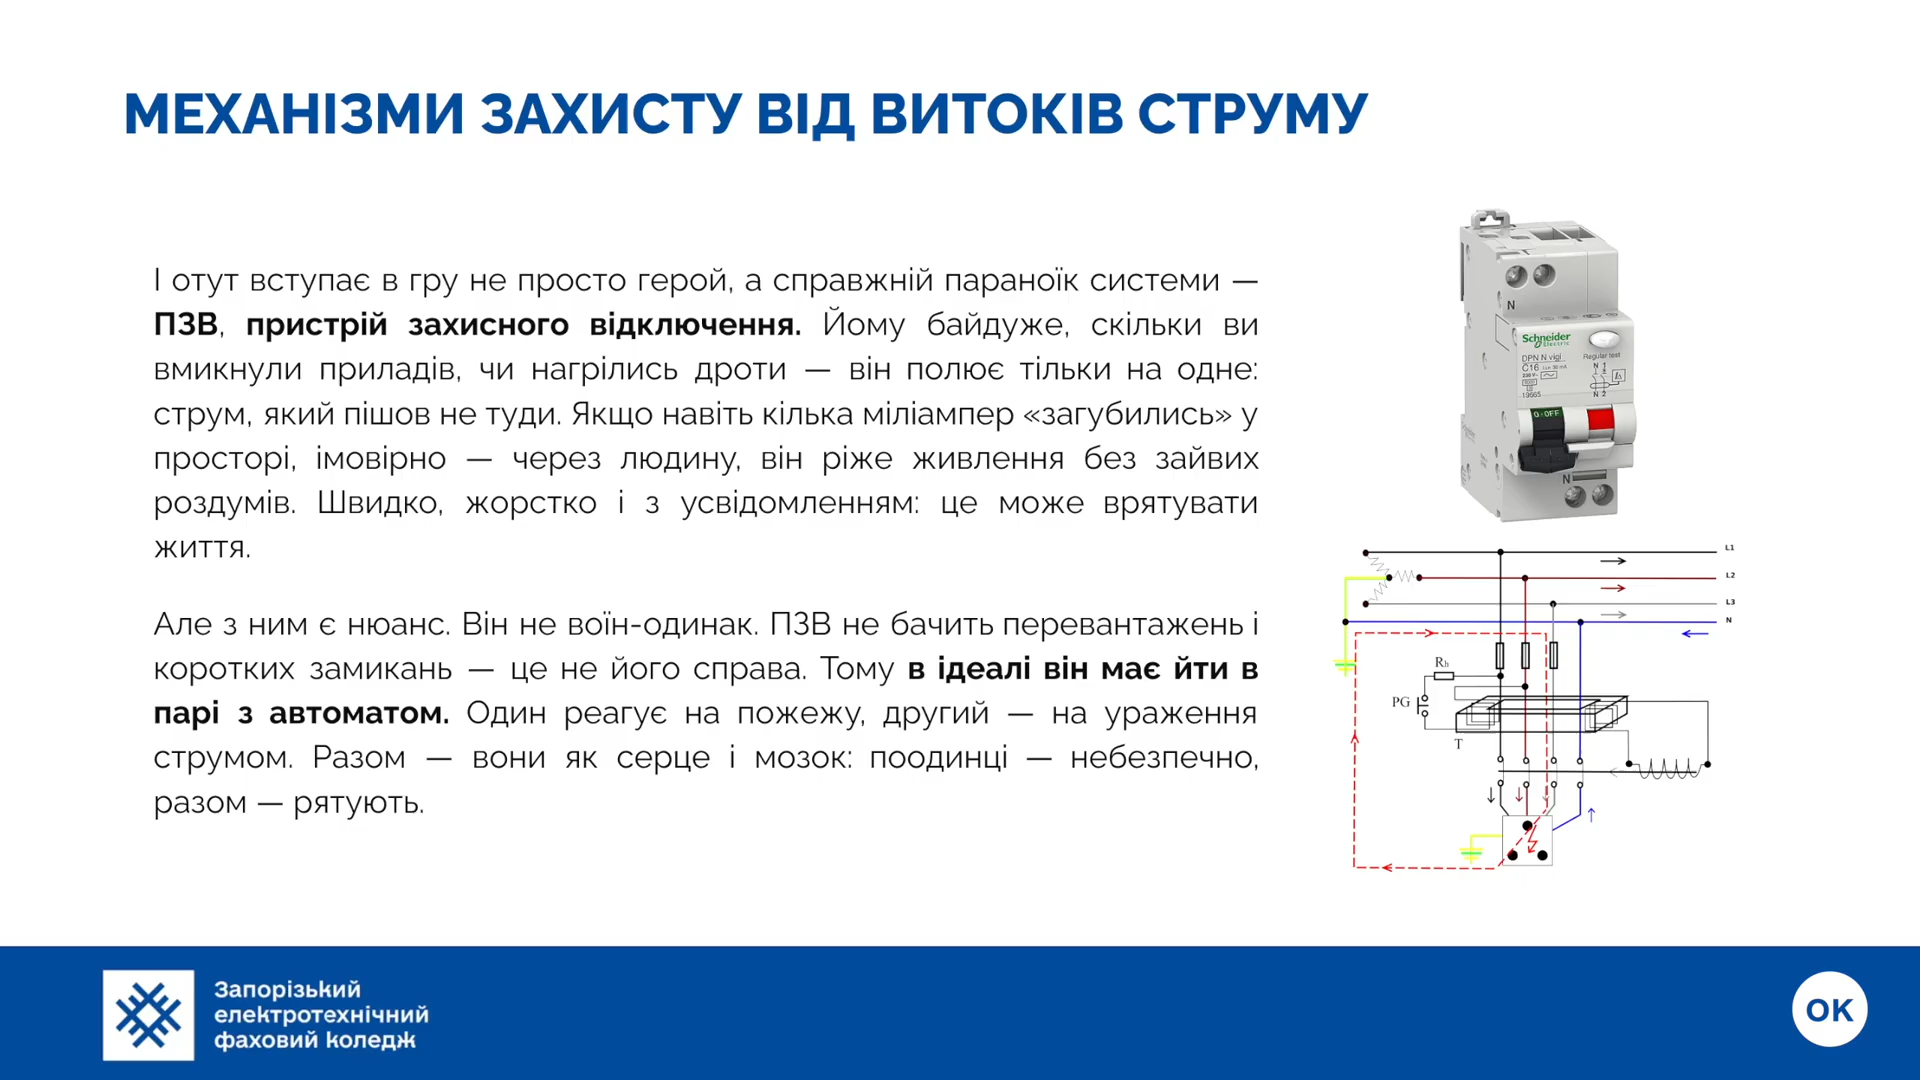 МЕХАНІЗМИ ЗАХИСТУ ВІД ВИТОКІВ СТРУМУ
І отут вступає в гру не просто герой, а справжній параноїк системи —
ПЗВ, пристрій захисного відключення. Йому байдуже, скільки ви
вмикнули приладів, чи нагрілись дроти — він полює тільки на одне:
струм, який пішов не туди. Якщо навіть кілька міліампер «загубились» у
просторі, імовірно — через людину, він ріже живлення без зайвих
роздумів. Швидко, жорстко і з усвідомленням: це може врятувати
життя.
Але з ним є нюанс. Він не воїн-одинак. ПЗВ не бачить перевантажень і
коротких замикань — це не його справа. Тому в ідеалі він має йти в
парі з автоматом. Один реагує на пожежу, другий — на ураження
струмом. Разом — вони як серце і мозок: поодинці — небезпечно,
разом — рятують.
N
Schneider
Electric
DPN N vigi
Regular test
C16
N 1
N 2
19665
O-OFF
N
L1
L2
L3
N
Rh
PG
T
Запорізький
електротехнічний
фаховий коледж
ОК